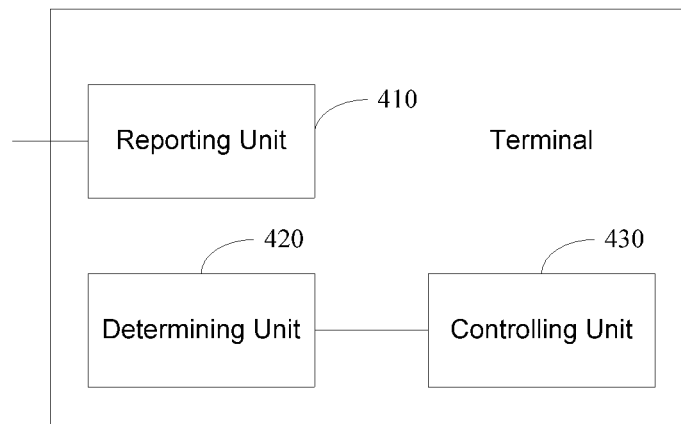 410
Reporting Unit
Terminal
420
430
Determining Unit
Controlling Unit